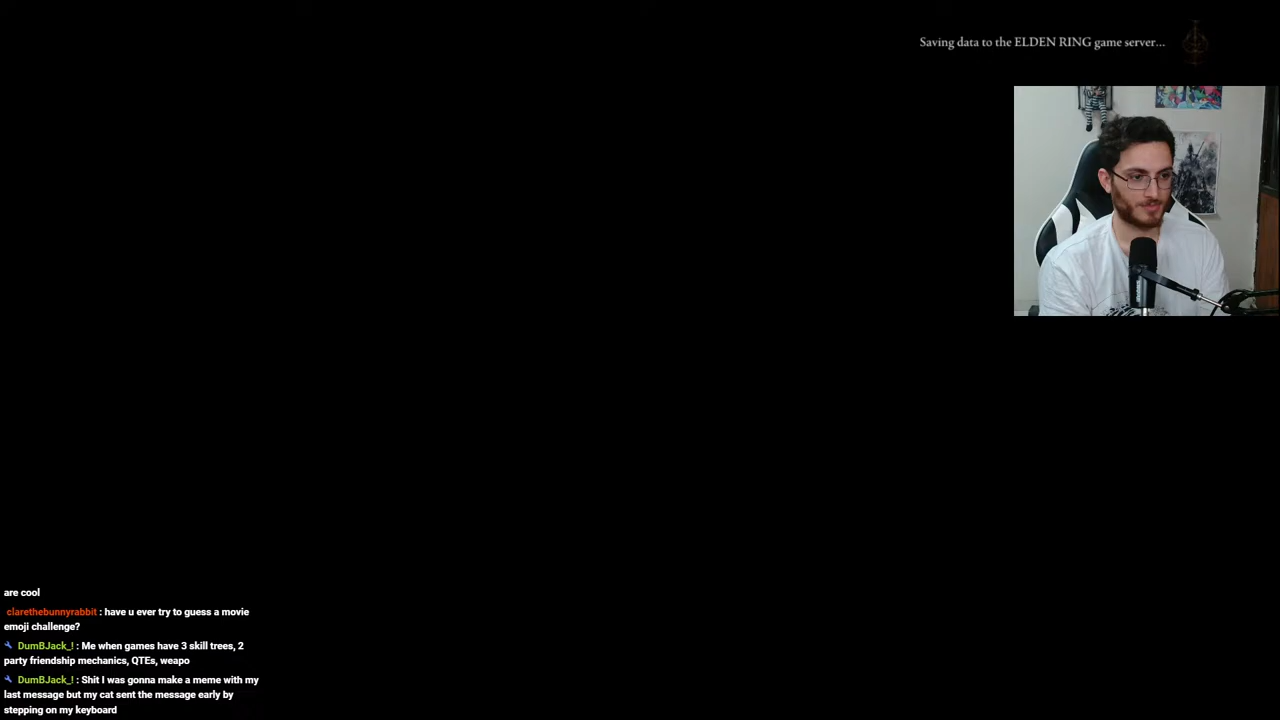 Saving data to the ELDEN RING game server...
are cool
clarethebunnyrabbit : have u ever try to guess a movie
emoji challenge?
DumBJack_! : Me when games have 3 skill trees, 2
party friendship mechanics, QTEs, weapo
DumBJack_! : Shit I was gonna make a meme with my
last message but my cat sent the message early by
stepping on my keyboard